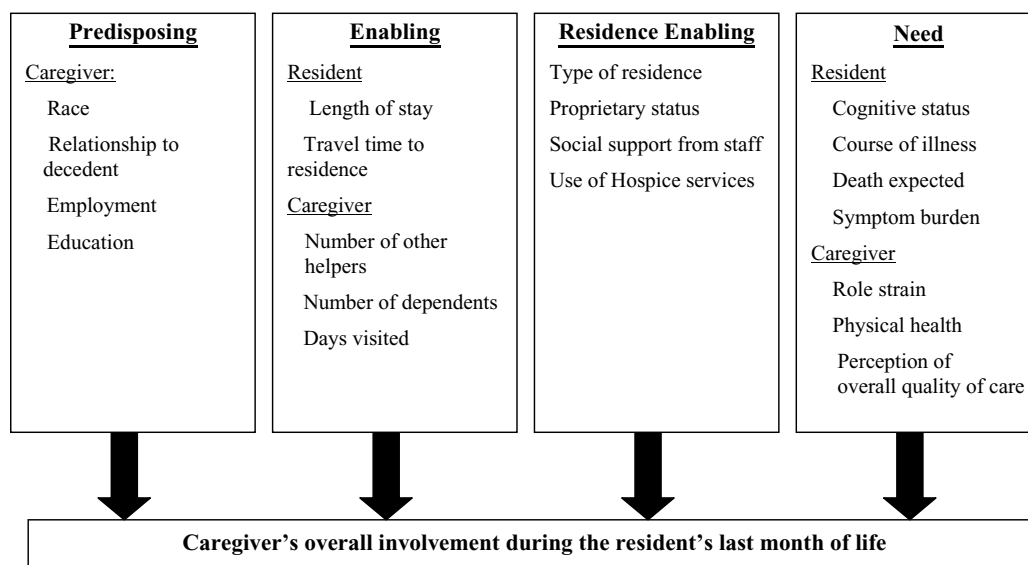 Predisposing
Caregiver:
Race
Relationship to
decedent
Employment
Education
Enabling
Resident
Length of stay
Travel time to
residence
Caregiver
Number of other
helpers
Number of dependents
Days visited
Residence Enabling
Type of residence
Proprietary status
Social support from staff
Use of Hospice services
Need
Resident
Cognitive status
Course of illness
Death expected
Symptom burden
Caregiver
Role strain
Physical health
Perception of
overall quality of care
Caregiver’s overall involvement during the resident’s last month of life